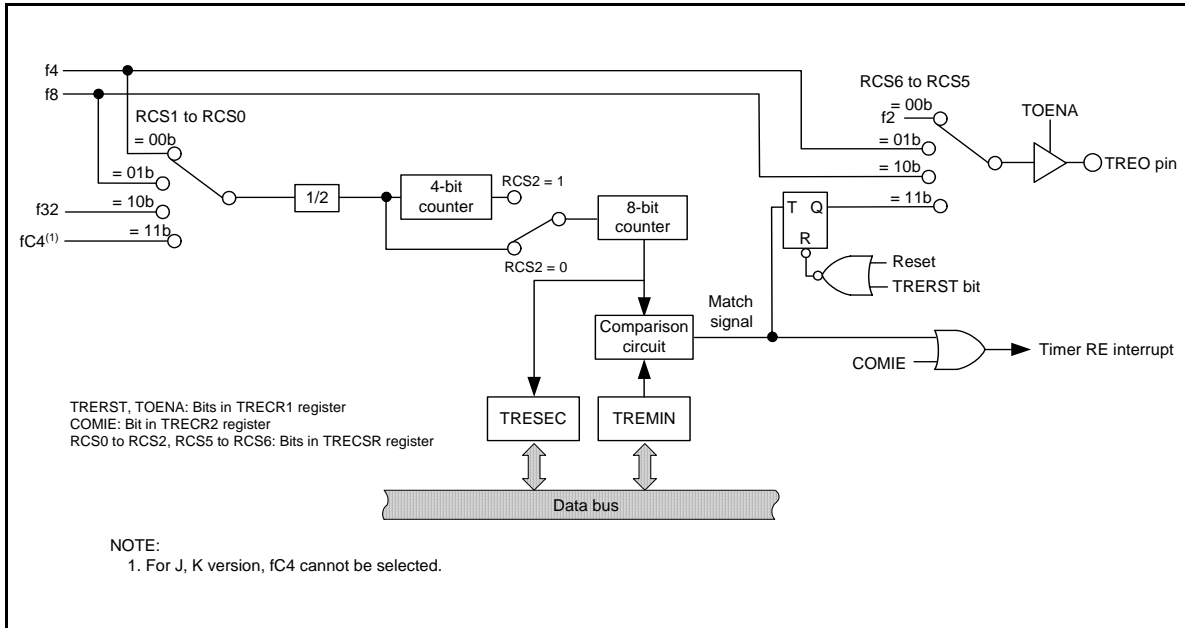 f4
f8
RCS1 to RCS0
= 00b
= 01b
f32
= 10b
fC4(1)
= 11b
1/2
4-bit
counter
RCS2 = 1
RCS2 = 0
8-bit
counter
RCS6 to RCS5
= 00b
f2
= 01b
= 10b
= 11b
TOENA
TREO pin
T Q
R
Reset
TRERST bit
Comparison
circuit
Match
signal
COMIE
Timer RE interrupt
TRESEC
TREMIN
Data bus
TRERST, TOENA: Bits in TRECR1 register
COMIE: Bit in TRECR2 register
RCS0 to RCS2, RCS5 to RCS6: Bits in TRECSR register
NOTE:
1. For J, K version, fC4 cannot be selected.